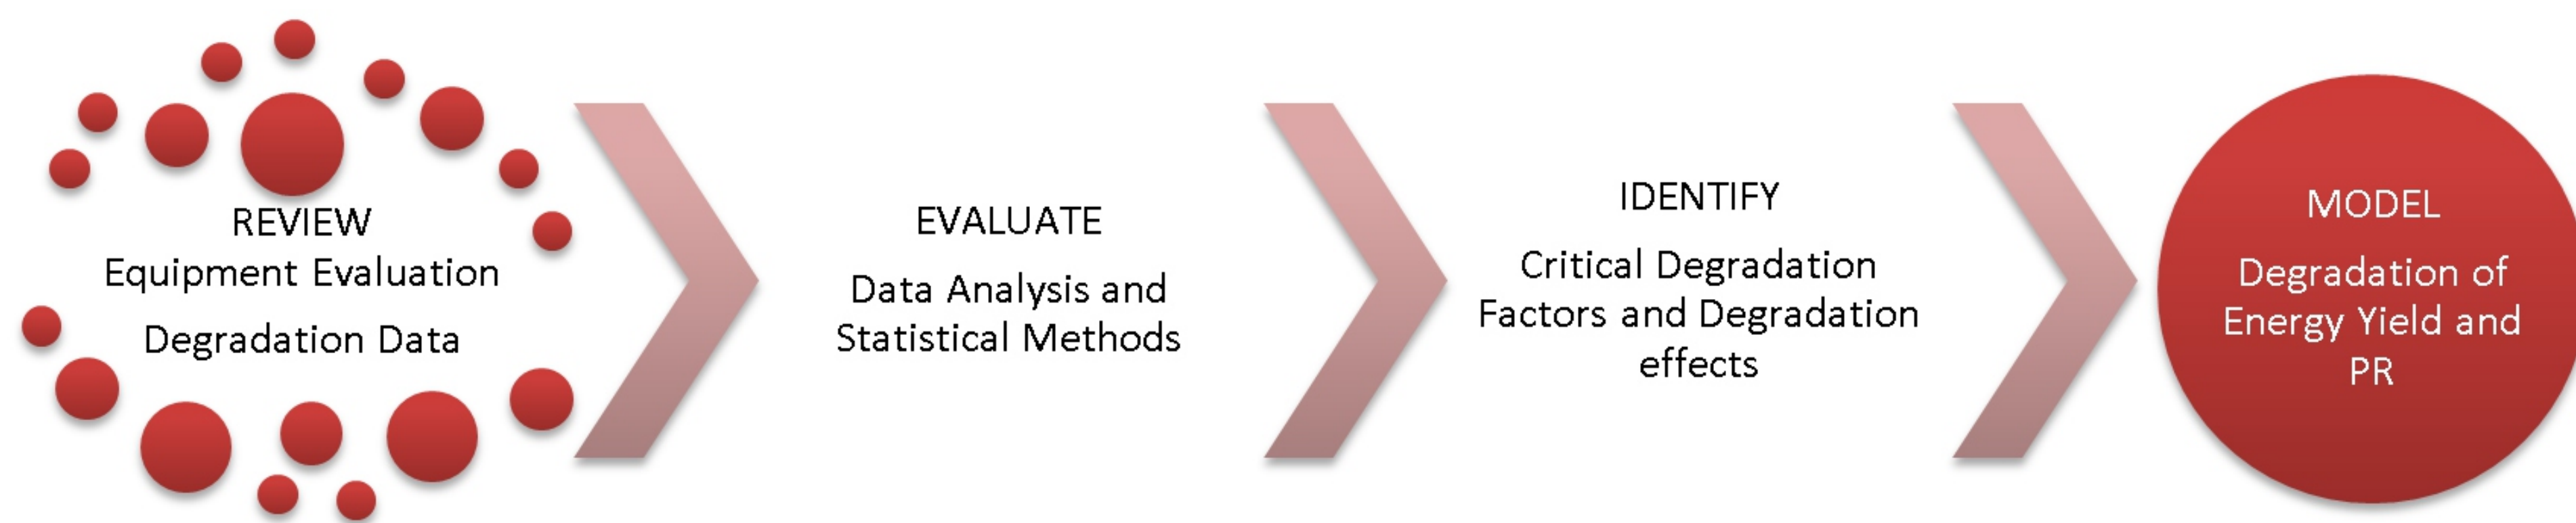 REVIEW
Equipment Evaluation
Degradation Data
EVALUATE
Data Analysis and
Statistical Methods
IDENTIFY
Critical Degradation
Factors and Degradation
effects
MODEL
Degradation of
Energy Yield and
PR